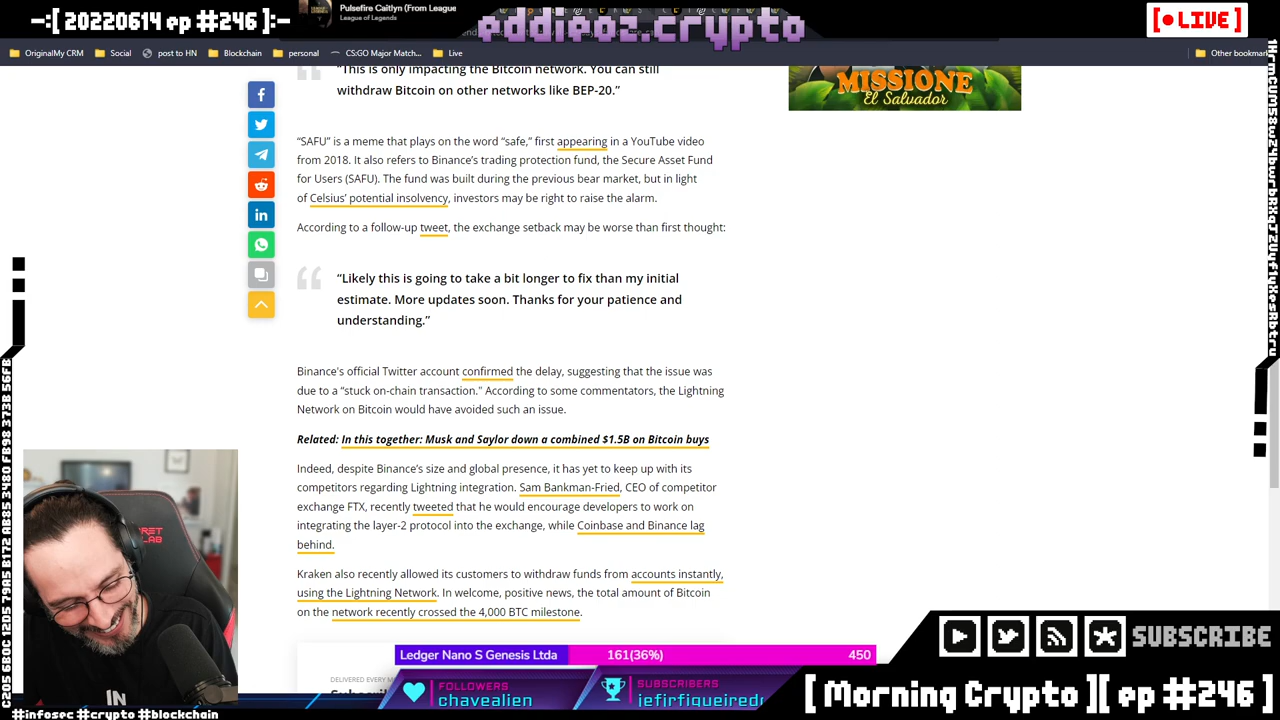 -:[ 20220614 ep #246 ]:-
Pulsefire Caitlyn (From League
League of Legends
eddieoz.crypto
[ LIVE ]
OriginalMy CRM
Social
post to HN
Blockchain
personal
CS:GO Major Match...
Live
Other bookmar
“This is only impacting the Bitcoin network. You can still
withdraw Bitcoin on other networks like BEP-20.”
MISSIONE
El Salvador
“SAFU” is a meme that plays on the word “safe,” first appearing in a YouTube video
from 2018. It also refers to Binance’s trading protection fund, the Secure Asset Fund
for Users (SAFU). The fund was built during the previous bear market, but in light
of Celsius’ potential insolvency, investors may be right to raise the alarm.
According to a follow-up tweet, the exchange setback may be worse than first thought:
“Likely this is going to take a bit longer to fix than my initial
estimate. More updates soon. Thanks for your patience and
understanding.”
Binance's official Twitter account confirmed the delay, suggesting that the issue was
due to a “stuck on-chain transaction.” According to some commentators, the Lightning
Network on Bitcoin would have avoided such an issue.
Related: In this together: Musk and Saylor down a combined $1.5B on Bitcoin buys
Indeed, despite Binance’s size and global presence, it has yet to keep up with its
competitors regarding Lightning integration. Sam Bankman-Fried, CEO of competitor
exchange FTX, recently tweeted that he would encourage developers to work on
integrating the layer-2 protocol into the exchange, while Coinbase and Binance lag
behind.
Kraken also recently allowed its customers to withdraw funds from accounts instantly,
using the Lightning Network. In welcome, positive news, the total amount of Bitcoin
on the network recently crossed the 4,000 BTC milestone.
DELIVERED EVERY
Ledger Nano S Genesis Ltda
161(36%)
450
FOLLOWERS
chavealien
SUBSCRIBERS
jefjrfigueired
SUBSCRIBE
[ Morning Crypto ][ ep #246 ]
#infosec #crypto #blockchain